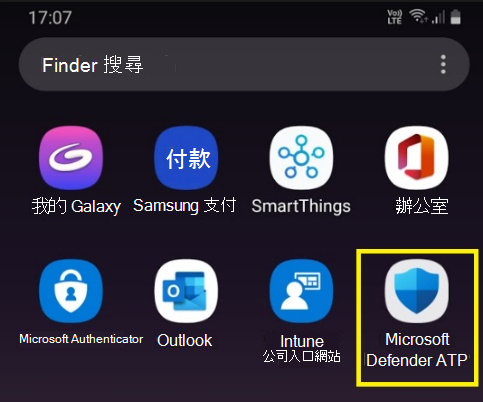 17:07
Vo))
LTE
Finder 搜尋
付款
我的 Galaxy
Samsung 支付
SmartThings
辦公室
Microsoft Authenticator
Outlook
Intune
公司入口網站
Microsoft
Defender ATP